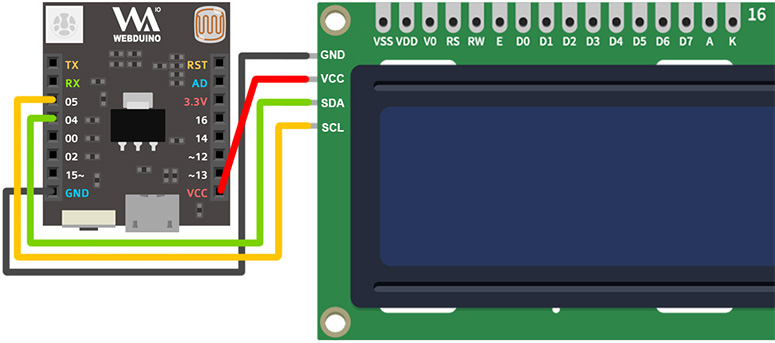 IO
WEBDUINO
TX RST
RX AD
05 3.3V
04 16
00 14
02 ~12
15~ ~13
GND VCC
16
VSS VDD V0 RS RW E D0 D1 D2 D3 D4 D5 D6 D7 A K
GND
VCC
SDA
SCL